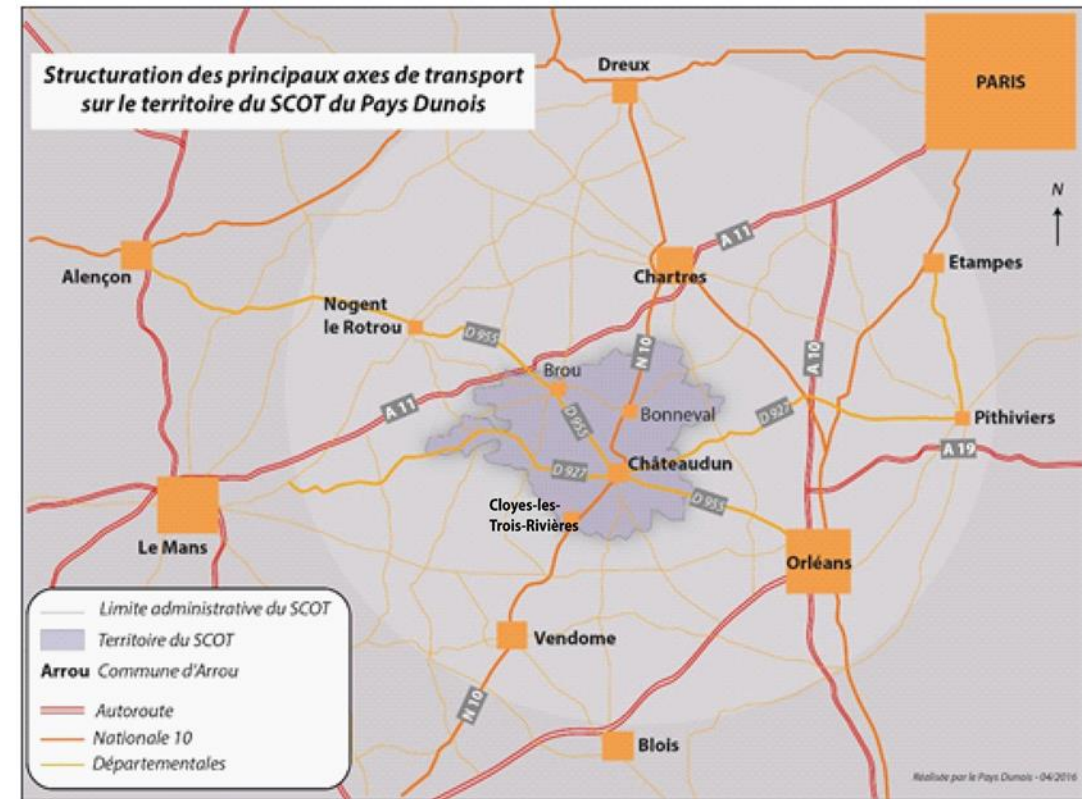 Structuration des principaux axes de transport
sur le territoire du SCOT du Pays Dunois
Dreux
PARIS
N
A 11
Alençon
Chartres
Etampes
Nogent
le Rotrou
D 955
N 10
A 10
Brou
A 11
D 955
Bonneval
D 927
Pithiviers
A 19
Châteaudun
D 927
D 955
Cloyes-les-
Trois-Rivières
Le Mans
Orléans
Vendome
N 10
Blois
Limite administrative du SCOT
Territoire du SCOT
Arrou Commune d'Arrou
Autoroute
Nationale 10
Départementales
Réalisée par le Pays Dunois - 04/2016